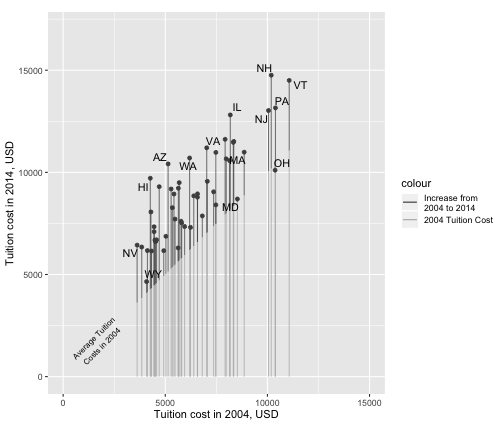 NH
VT
15000
PA
IL
NJ
VA
AZ
WA
MA
OH
10000
HI
MD
NV
WY
5000
Average Tuition
Costs in 2004
0
0
5000
10000
15000
Tuition cost in 2004, USD
Tuition cost in 2014, USD
colour
Increase from
2004 to 2014
2004 Tuition Cost